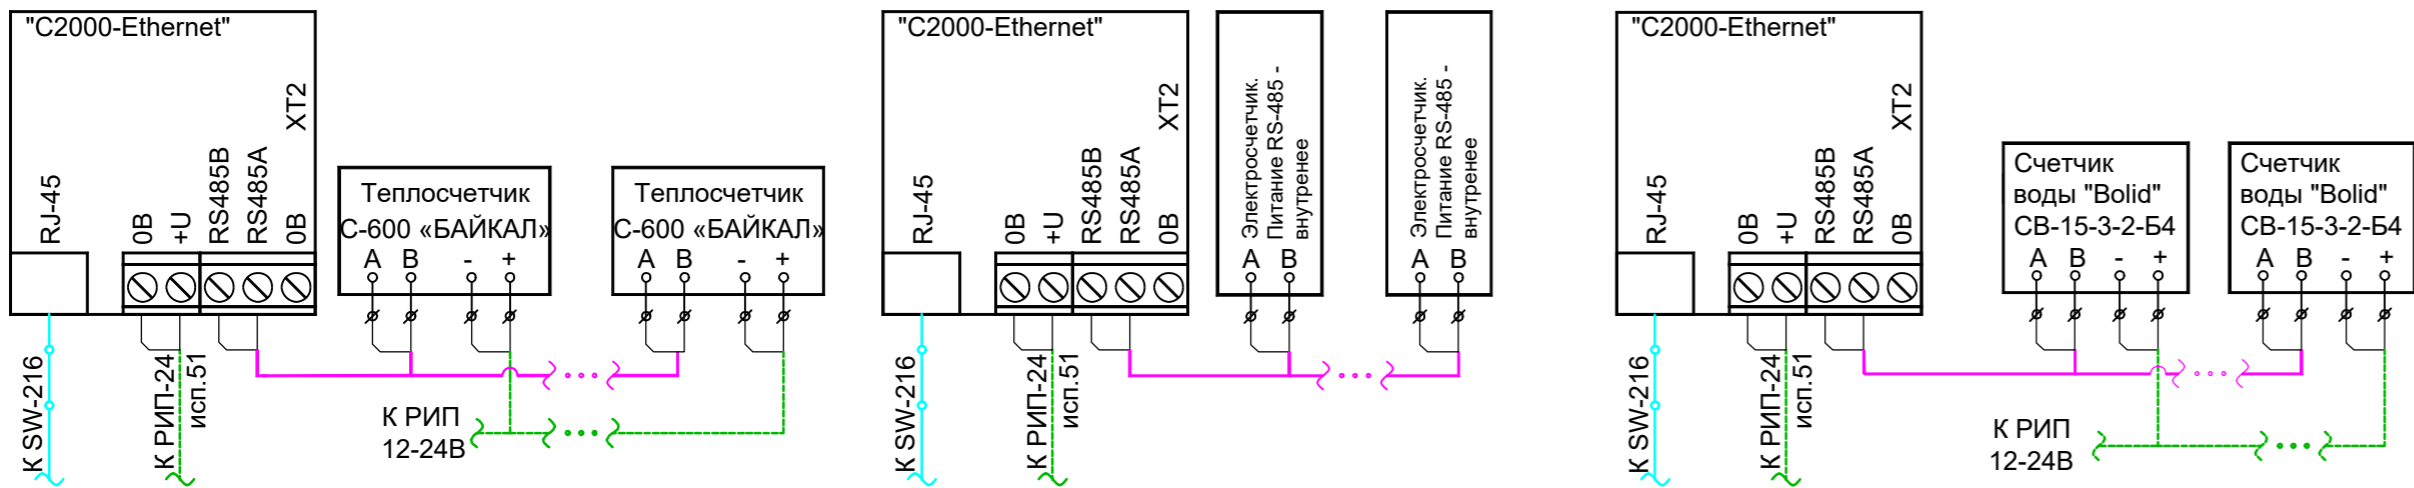 "С2000-Ethernet"
XT2
RJ-45
0В
+U
RS485B
RS485A
0В
Теплосчетчик
С-600 «БАЙКАЛ»
А В - +
Теплосчетчик
С-600 «БАЙКАЛ»
А В - +
К SW-216
К РИП-24
исп.51
К РИП
12-24В
"С2000-Ethernet"
XT2
RJ-45
0В
+U
RS485B
RS485A
0В
Электросчетчик.
Питание RS-485 -
внутренее
А В
Электросчетчик.
Питание RS-485 -
внутренее
А В
К SW-216
К РИП-24
исп.51
"С2000-Ethernet"
XT2
RJ-45
0В
+U
RS485B
RS485A
0В
Счетчик
воды "Bolid"
СВ-15-3-2-Б4
А В - +
Счетчик
воды "Bolid"
СВ-15-3-2-Б4
А В - +
К SW-216
К РИП-24
исп.51
К РИП
12-24В